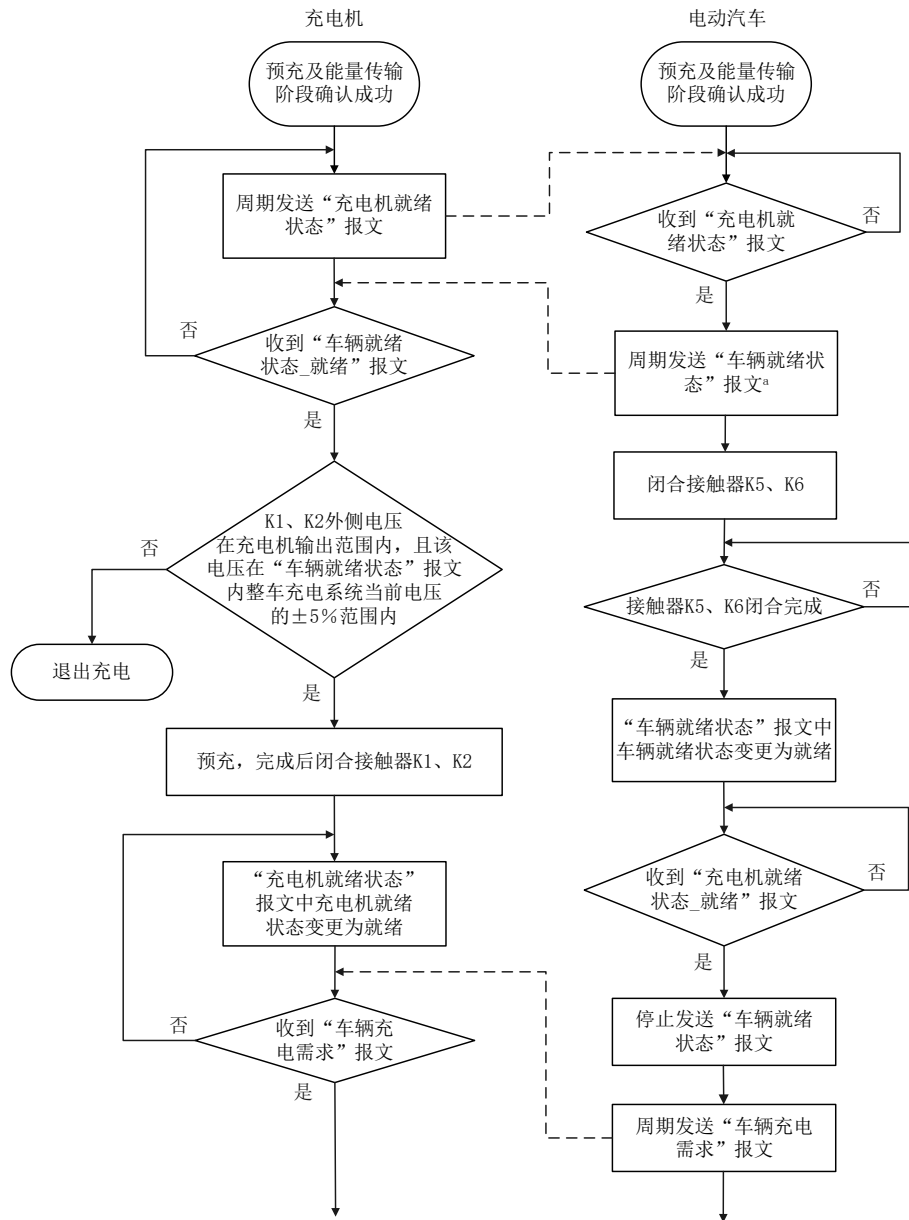 充电机
电动汽车
预充及能量传输
阶段确认成功
预充及能量传输
阶段确认成功
周期发送“充电机就绪
状态”报文
收到“充电机就
绪状态”报文
否
是
否
收到“车辆就绪
状态_就绪”报文
周期发送“车辆就绪状
态”报文ᵃ
是
闭合接触器K5、K6
K1、K2外侧电压
在充电机输出范围内，且该
电压在“车辆就绪状态”报文
内整车充电系统当前电压
的±5%范围内
否
接触器K5、K6闭合完成
否
退出充电
是
是
“车辆就绪状态”报文中
车辆就绪状态变更为就绪
预充，完成后闭合接触器K1、K2
“充电机就绪状态”
报文中充电机就绪
状态变更为就绪
收到“充电机就绪
状态_就绪”报文
否
是
否
收到“车辆充
电需求”报文
停止发送“车辆就绪
状态”报文
是
周期发送“车辆充电
需求”报文